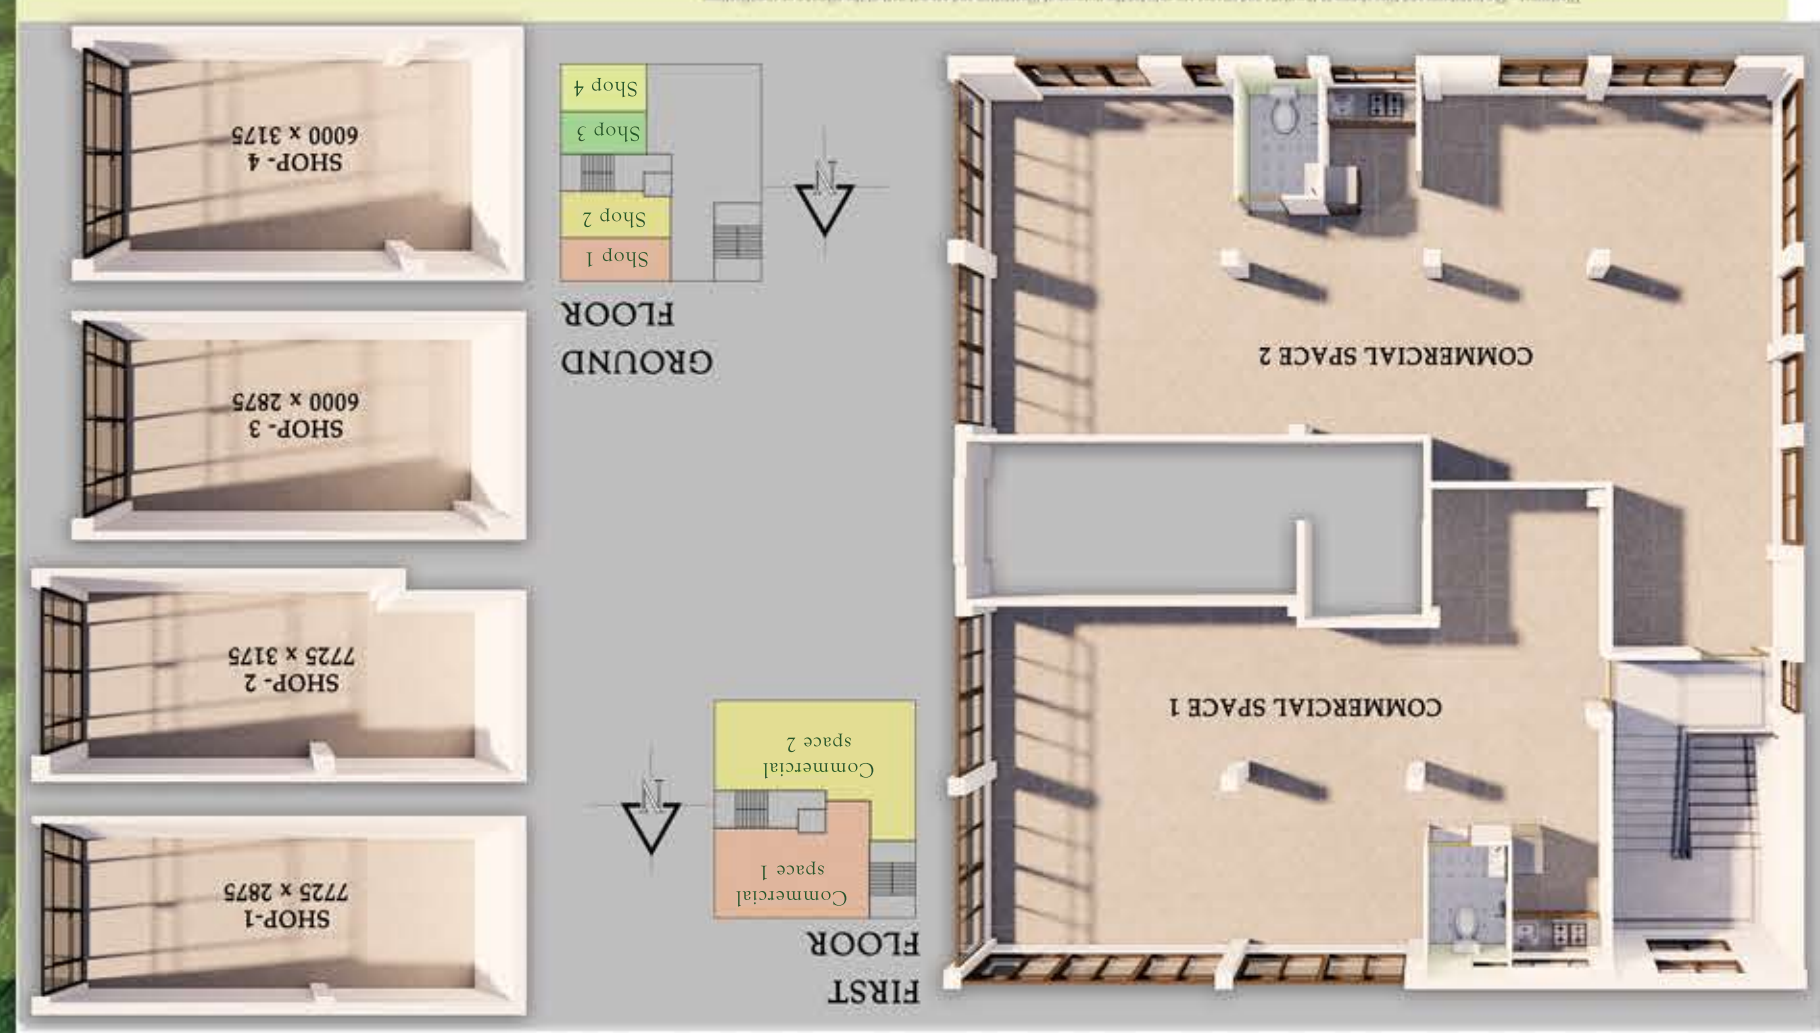 COMMERCIAL SPACE 1
COMMERCIAL SPACE 2
FIRST
FLOOR
Commercial
space 1
Commercial
space 2
N
GROUND
FLOOR
Shop 1
Shop 2
Shop 3
Shop 4
N
SHOP-1
7725 x 2875
SHOP- 2
7725 x 3175
SHOP- 3
6000 x 2875
SHOP- 4
6000 x 3175